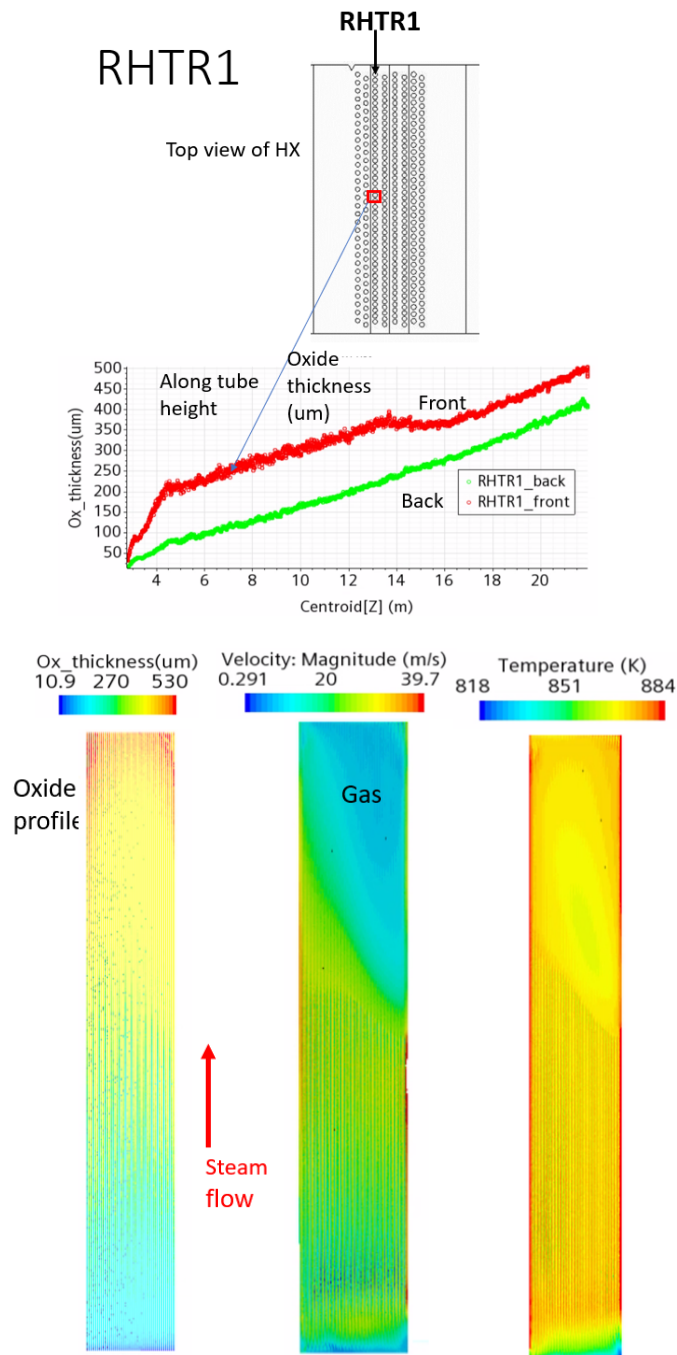 RHTR1
RHTR1
Top view of HX
Along tube
height
Oxide
thickness
(um)
Front
Back
RHTR1_back
RHTR1_front
Ox_thickness(um)
500
450
400
350
300
250
200
150
100
50
4 6 8 10 12 14 16 18 20
Centroid[Z] (m)
Ox_thickness(um)
10.9 270 530
Velocity: Magnitude (m/s)
0.291 20 39.7
Temperature (K)
818 851 884
Oxide
profile
Gas
Steam
flow